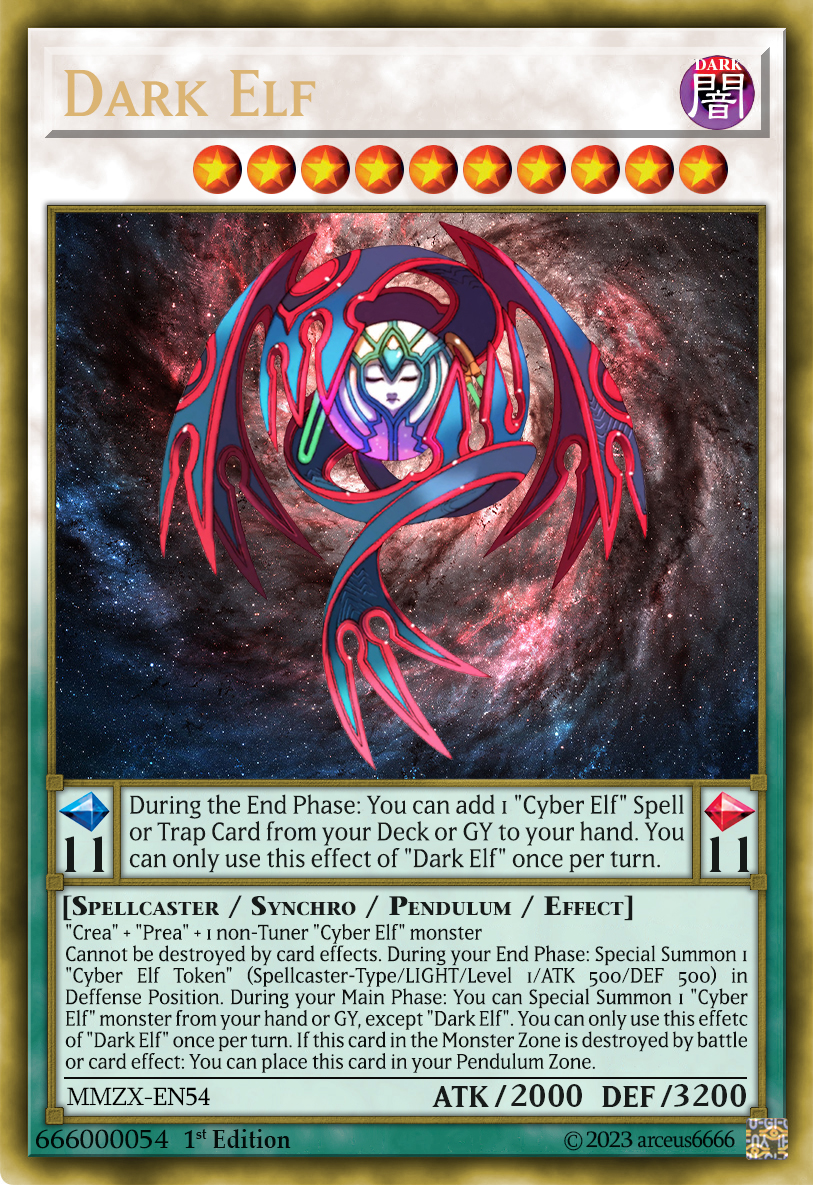 Dark Elf
DARK
闇
During the End Phase: You can add 1 "Cyber Elf" Spell
or Trap Card from your Deck or GY to your hand. You
can only use this effect of "Dark Elf" once per turn.
11
11
[Spellcaster / Synchro / Pendulum / Effect]
"Crea" + "Prea" + 1 non-Tuner "Cyber Elf" monster
Cannot be destroyed by card effects. During your End Phase: Special Summon 1
"Cyber Elf Token" (Spellcaster-Type/LIGHT/Level 1/ATK 500/DEF 500) in
Deffense Position. During your Main Phase: You can Special Summon 1 "Cyber
Elf" monster from your hand or GY, except "Dark Elf". You can only use this effetc
of "Dark Elf" once per turn. If this card in the Monster Zone is destroyed by battle
or card effect: You can place this card in your Pendulum Zone.
MMZX-EN54
ATK/2000 DEF/3200
666000054 1st Edition
©2023 arceus6666